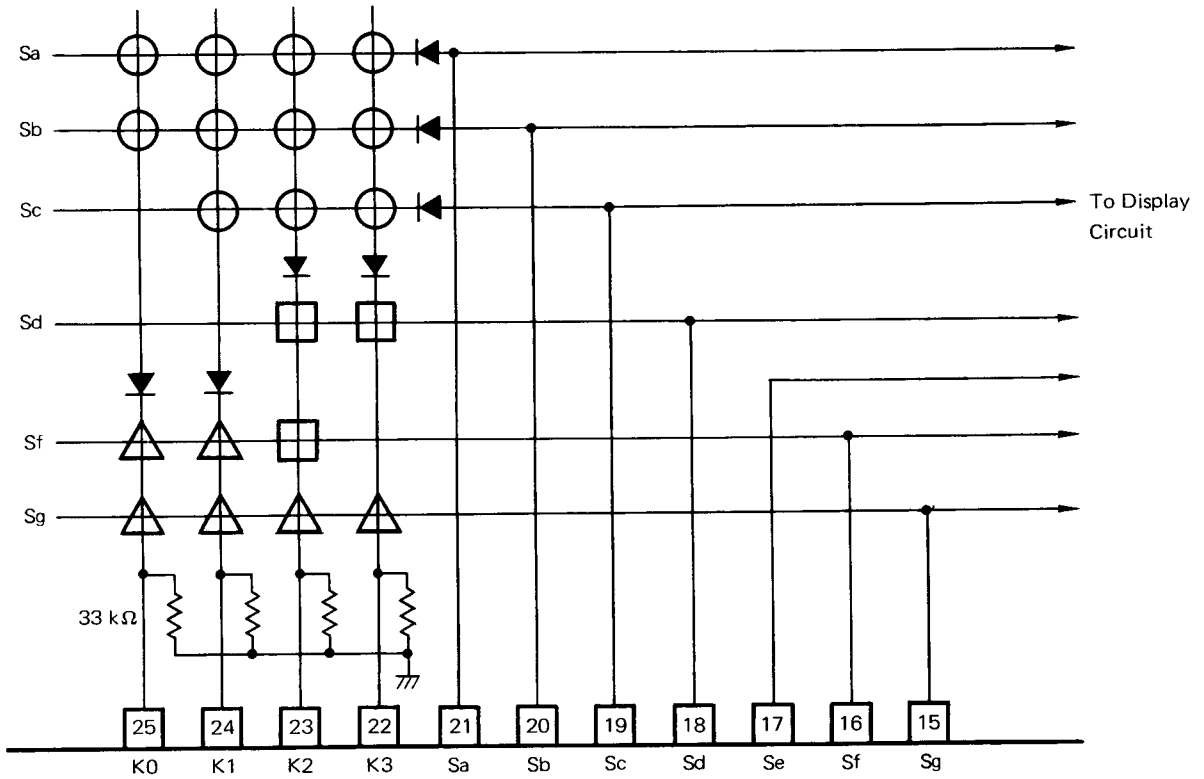 Sa
Sb
Sc
To Display
Circuit
Sd
Sf
Sg
33 kΩ
25 24 23 22 21 20 19 18 17 16 15
K0 K1 K2 K3 Sa Sb Sc Sd Se Sf Sg